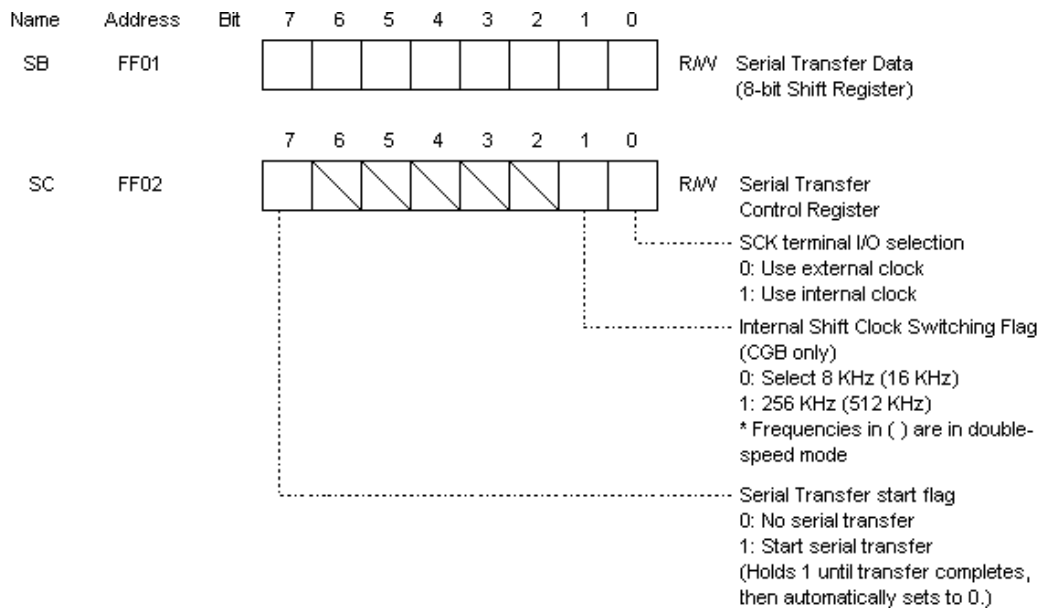 Name Address Bit 7 6 5 4 3 2 1 0
SB FF01 R/W Serial Transfer Data
(8-bit Shift Register)
7 6 5 4 3 2 1 0
SC FF02 R/W Serial Transfer
Control Register
SCK terminal I/O selection
0: Use external clock
1: Use internal clock
Internal Shift Clock Switching Flag
(CGB only)
0: Select 8 KHz (16 KHz)
1: 256 KHz (512 KHz)
* Frequencies in ( ) are in double-
speed mode
Serial Transfer start flag
0: No serial transfer
1: Start serial transfer
(Holds 1 until transfer completes,
then automatically sets to 0.)